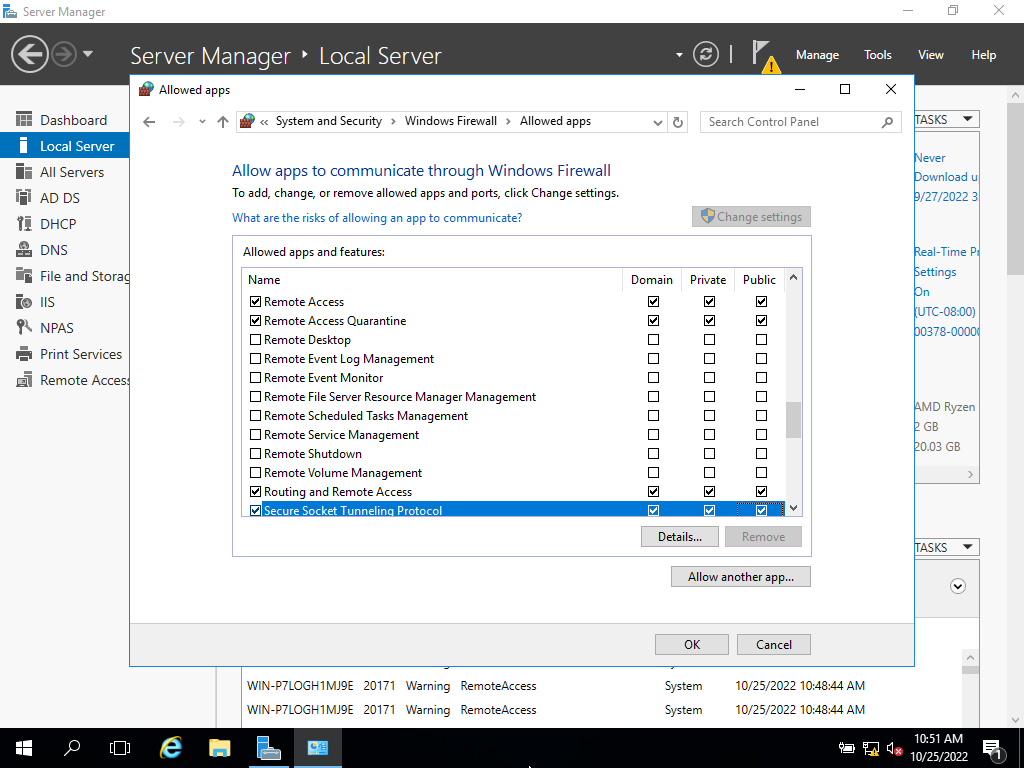 Server Manager
Server Manager ‣ Local Server
Manage Tools View Help
Allowed apps
« System and Security › Windows Firewall › Allowed apps
Search Control Panel
Dashboard
Local Server
All Servers
AD DS
DHCP
DNS
File and Storag
IIS
NPAS
Print Services
Remote Access
Allow apps to communicate through Windows Firewall
To add, change, or remove allowed apps and ports, click Change settings.
What are the risks of allowing an app to communicate?
Change settings
Allowed apps and features:
Name Domain Private Public
Remote Access
Remote Access Quarantine
Remote Desktop
Remote Event Log Management
Remote Event Monitor
Remote File Server Resource Manager Management
Remote Scheduled Tasks Management
Remote Service Management
Remote Shutdown
Remote Volume Management
Routing and Remote Access
Secure Socket Tunneling Protocol
Details... Remove
Allow another app...
OK Cancel
TASKS
Never
Download u
9/27/2022 3
Real-Time Pr
Settings
On
(UTC-08:00)
00378-0000
AMD Ryzen
2 GB
20.03 GB
TASKS
WIN-P7LOGH1MJ9E 20171 Warning RemoteAccess System 10/25/2022 10:48:44 AM
WIN-P7LOGH1MJ9E 20171 Warning RemoteAccess System 10/25/2022 10:48:44 AM
10:51 AM
10/25/2022
1